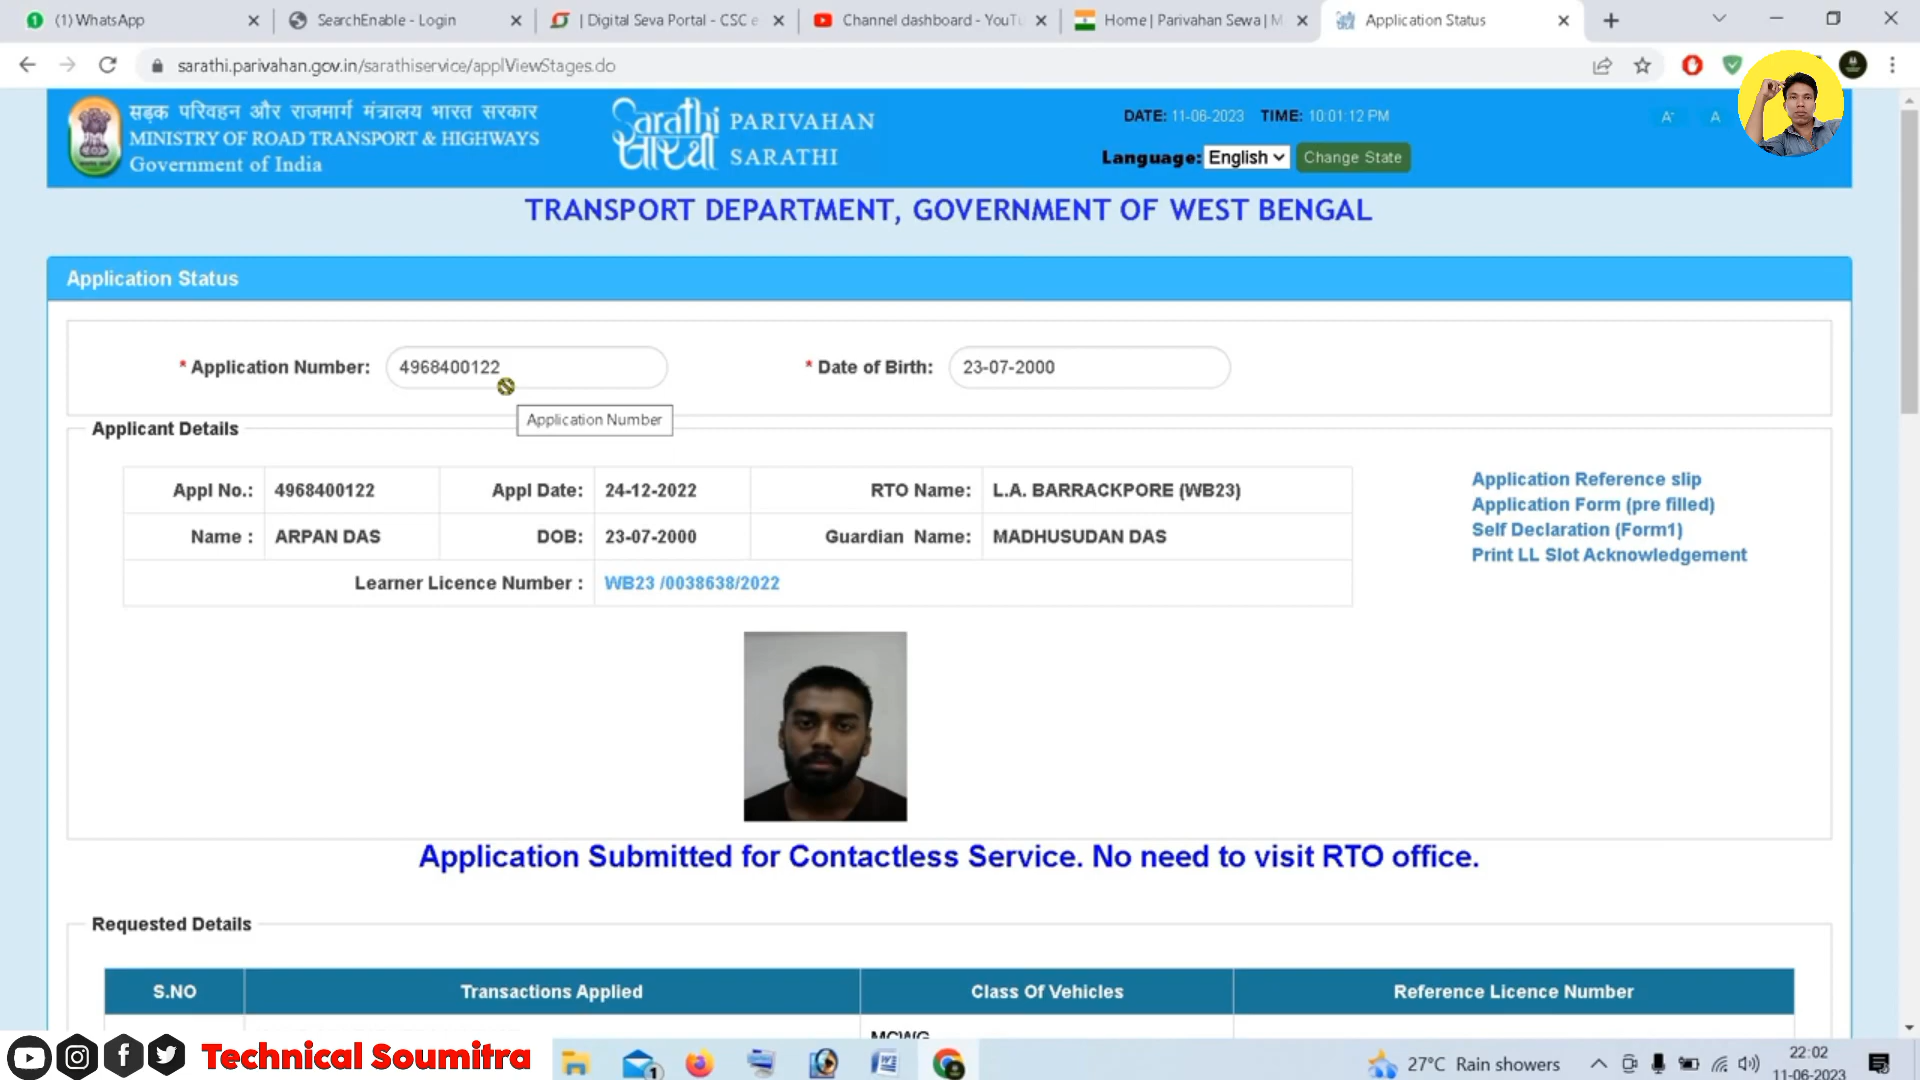 (1) WhatsApp
SearchEnable - Login
| Digital Seva Portal - CSC e
Channel dashboard - YouTu
Home | Parivahan Sewa | M
Application Status
sarathi.parivahan.gov.in/sarathiservice/applViewStages.do
सड़क परिवहन और राजमार्ग मंत्रालय भारत सरकार
MINISTRY OF ROAD TRANSPORT & HIGHWAYS
Government of India
Sarathi
सारथी
PARIVAHAN
SARATHI
DATE: 11-06-2023 TIME: 10:01:12 PM
A-
A
Language: English Change State
TRANSPORT DEPARTMENT, GOVERNMENT OF WEST BENGAL
Application Status
* Application Number: 4968400122
* Date of Birth: 23-07-2000
Application Number
Applicant Details
Appl No.: 4968400122 Appl Date: 24-12-2022 RTO Name: L.A. BARRACKPORE (WB23)
Name : ARPAN DAS DOB: 23-07-2000 Guardian Name: MADHUSUDAN DAS
Learner Licence Number : WB23 /0038638/2022
Application Reference slip
Application Form (pre filled)
Self Declaration (Form1)
Print LL Slot Acknowledgement
Application Submitted for Contactless Service. No need to visit RTO office.
Requested Details
S.NO Transactions Applied Class Of Vehicles Reference Licence Number
MCWG
Technical Soumitra
1
27°C Rain showers
22:02
11-06-2023